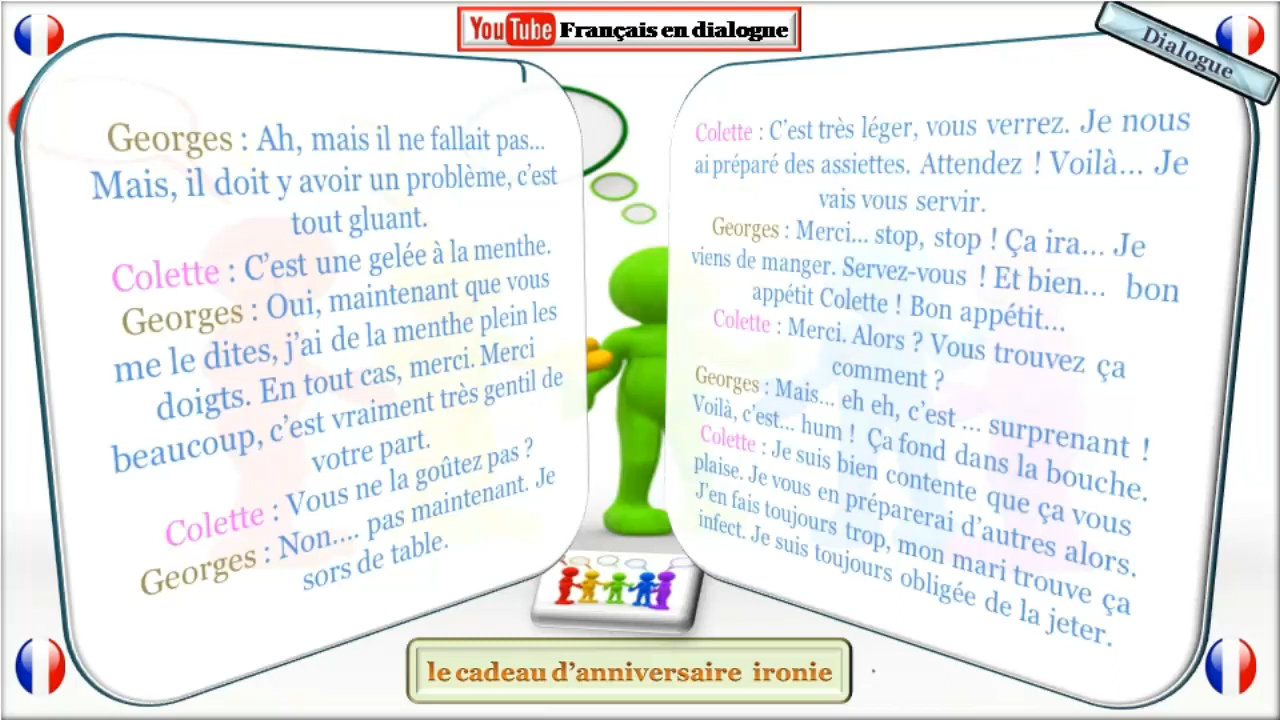 YouTube Français en dialogue
Dialogue
Georges : Ah, mais il ne fallait pas...
Mais, il doit y avoir un problème, c'est
tout gluant.
Colette : C'est une gelée à la menthe.
Georges : Oui, maintenant que vous
me le dites, j'ai de la menthe plein les
doigts. En tout cas, merci. Merci
beaucoup, c'est vraiment très gentil de
votre part.
Colette : Vous ne la goûtez pas ?
Georges : Non.... pas maintenant. Je
sors de table.
Colette : C'est très léger, vous verrez. Je nous
ai préparé des assiettes. Attendez ! Voilà... Je
vais vous servir.
Georges : Merci... stop, stop ! Ça ira... Je
viens de manger. Servez-vous ! Et bien... bon
appétit Colette ! Bon appétit...
Colette : Merci. Alors ? Vous trouvez ça
comment ?
Georges : Mais... eh eh, c'est ... surprenant !
Voilà, c'est... hum ! Ça fond dans la bouche.
Colette : Je suis bien contente que ça vous
plaise. Je vous en préparerai d'autres alors.
J'en fais toujours trop, mon mari trouve ça
infect. Je suis toujours obligée de la jeter.
le cadeau d'anniversaire ironie